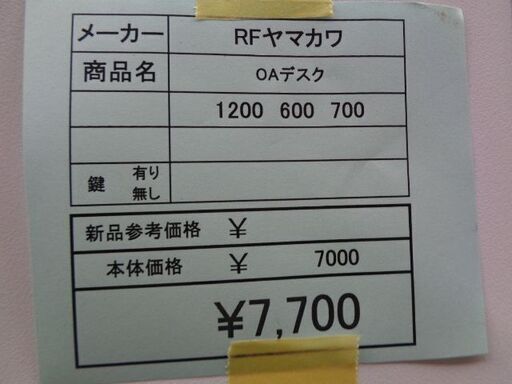 メーカー RFヤマカワ
商品名 OAデスク
1200 600 700
鍵 有り
無し
新品参考価格 ¥
本体価格 ¥ 7000
¥7,700